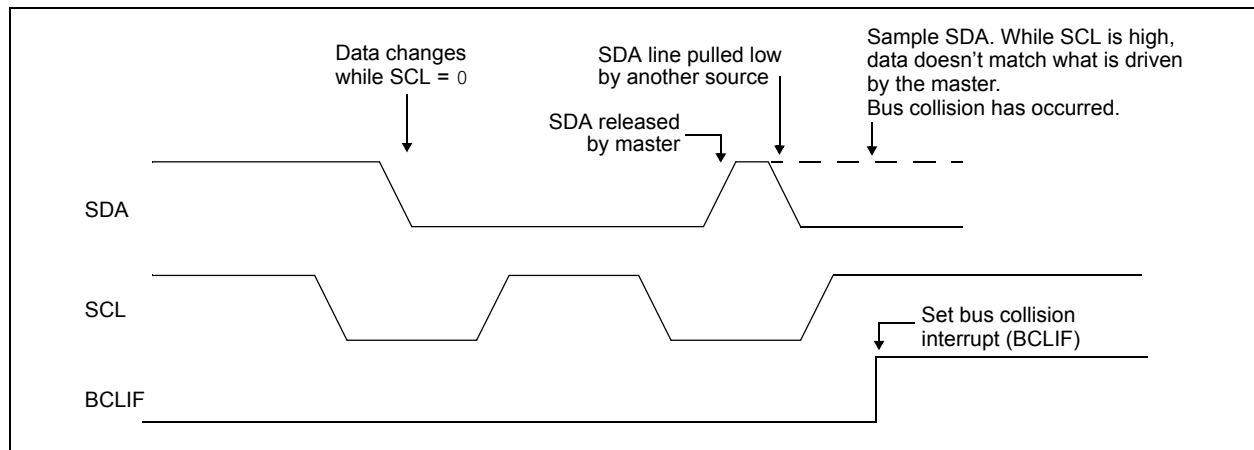 Data changes
while SCL = 0
SDA line pulled low
by another source
Sample SDA. While SCL is high,
data doesn't match what is driven
by the master.
Bus collision has occurred.
SDA released
by master
SDA
SCL
Set bus collision
interrupt (BCLIF)
BCLIF